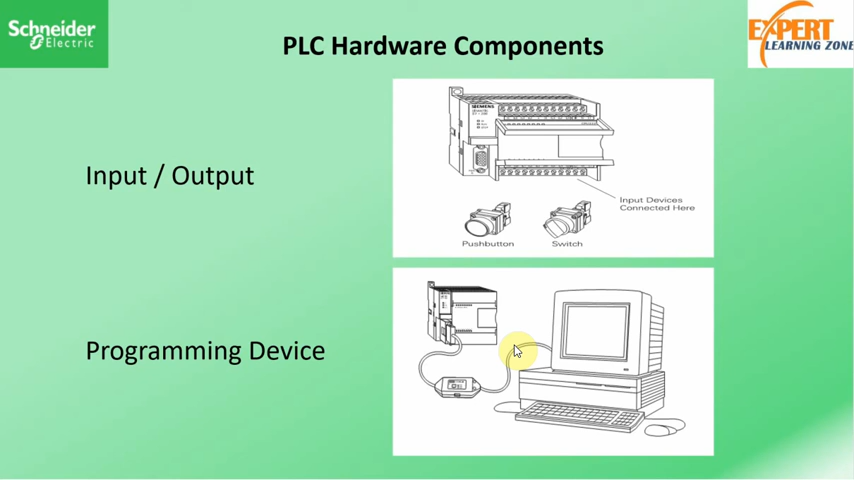 Schneider
Electric
PLC Hardware Components
EXPERT
LEARNING ZONE
SIEMENS
Input / Output
Input Devices
Connected Here
Pushbutton
Switch
Programming Device